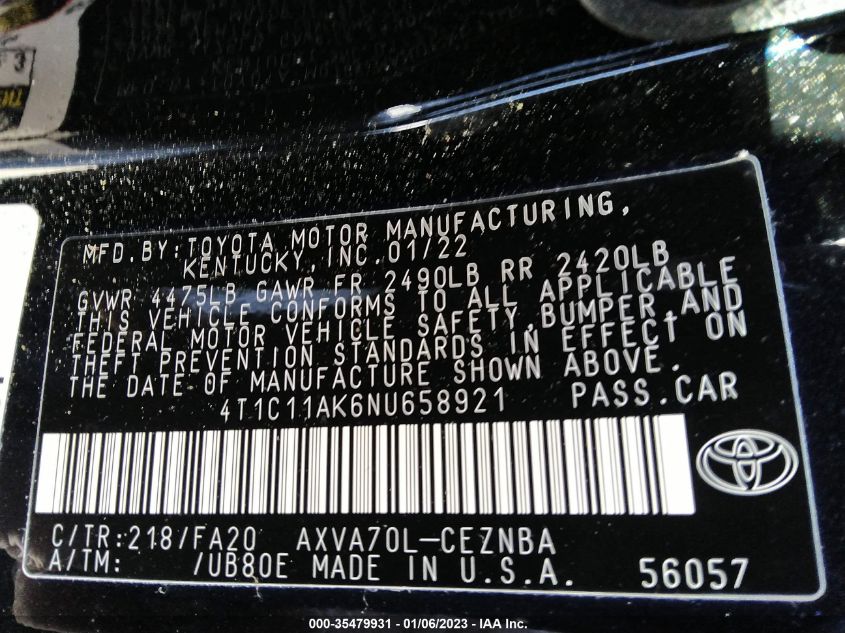 MFD. BY: TOYOTA MOTOR MANUFACTURING,
KENTUCKY, INC. 01/22
GVWR 4475LB GAWR FR 2490LB RR 2420LB
THIS VEHICLE CONFORMS TO ALL APPLICABLE
FEDERAL MOTOR VEHICLE SAFETY, BUMPER, AND
THEFT PREVENTION STANDARDS IN EFFECT ON
THE DATE OF MANUFACTURE SHOWN ABOVE.
4T1C11AK6NU658921 PASS. CAR
C/TR: 218/FA20 AXVA70L-CEZNBA
A/TM: /UB80E MADE IN U.S.A. 56057
000-35479931 - 01/06/2023 - IAA Inc.